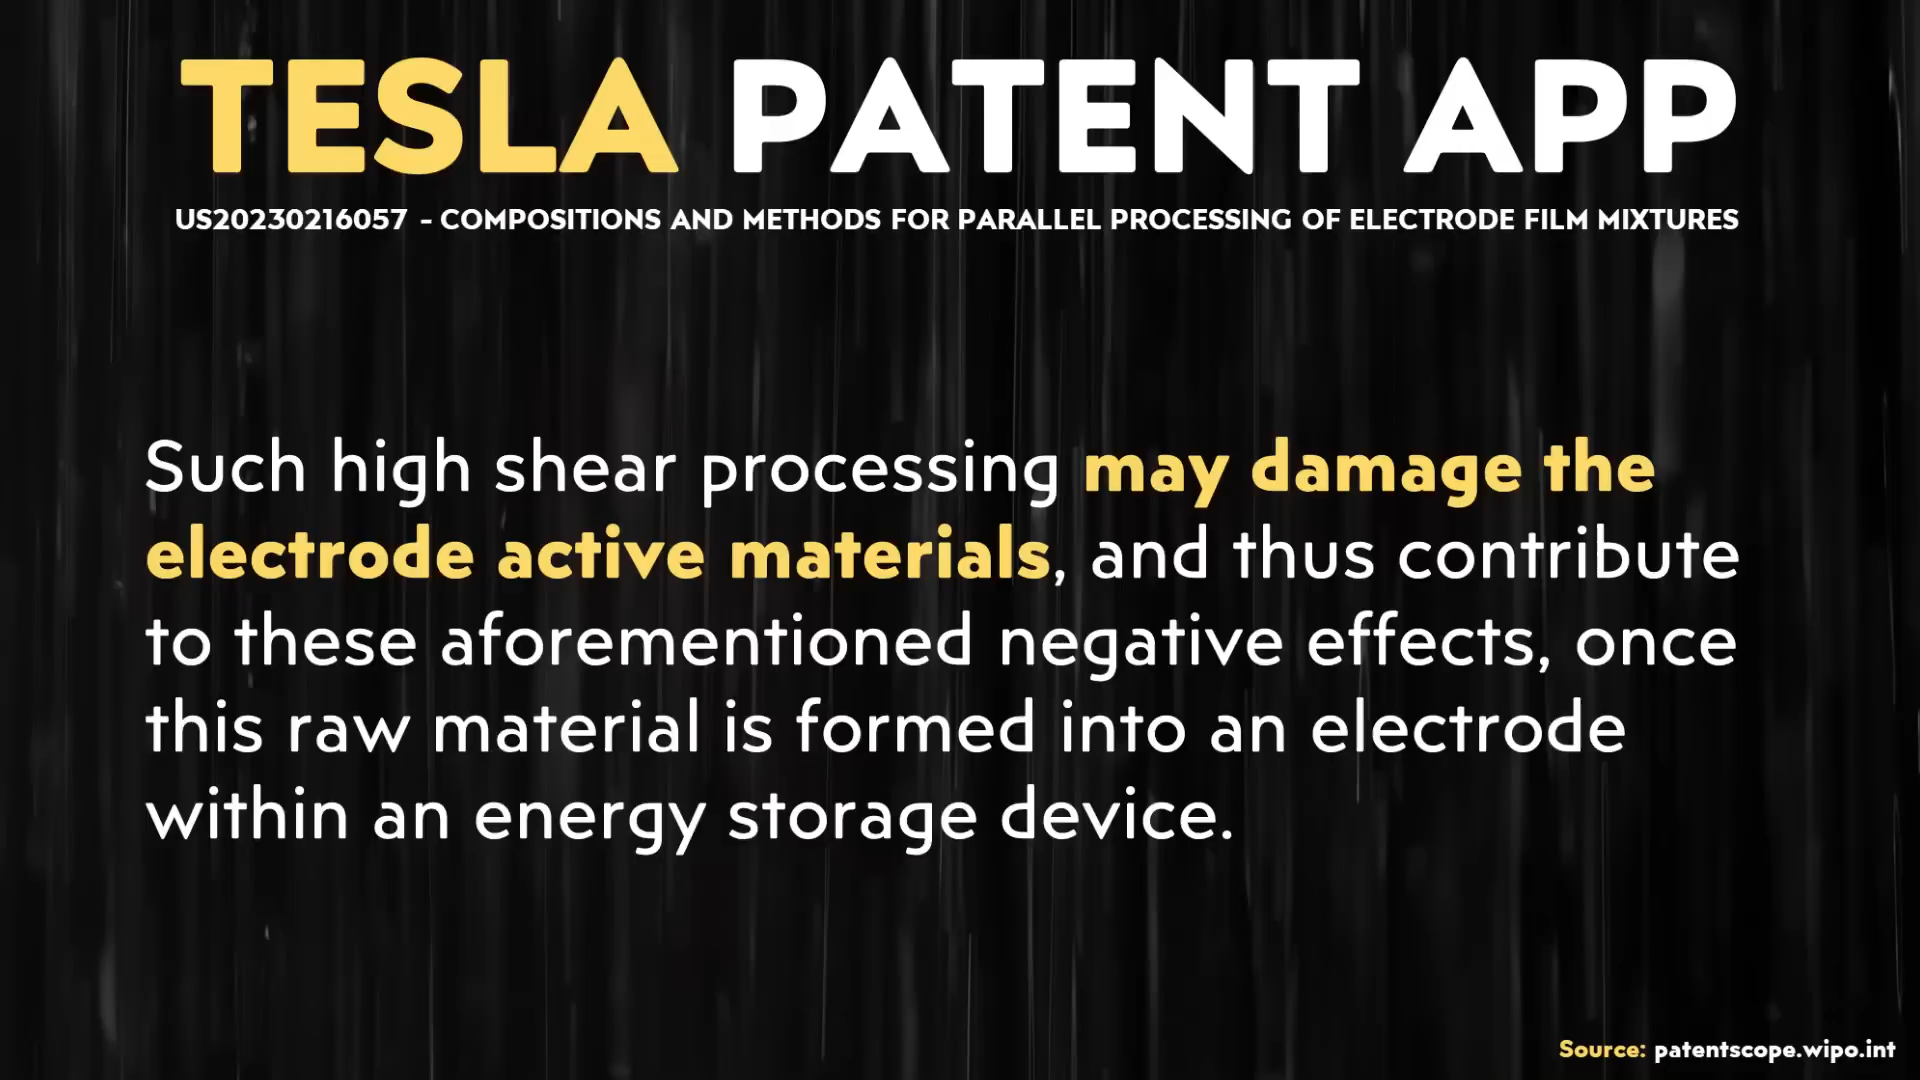 TESLA PATENT APP
US20230216057 - COMPOSITIONS AND METHODS FOR PARALLEL PROCESSING OF ELECTRODE FILM MIXTURES
Such high shear processing may damage the
electrode active materials, and thus contribute
to these aforementioned negative effects, once
this raw material is formed into an electrode
within an energy storage device.
Source: patentscope.wipo.int